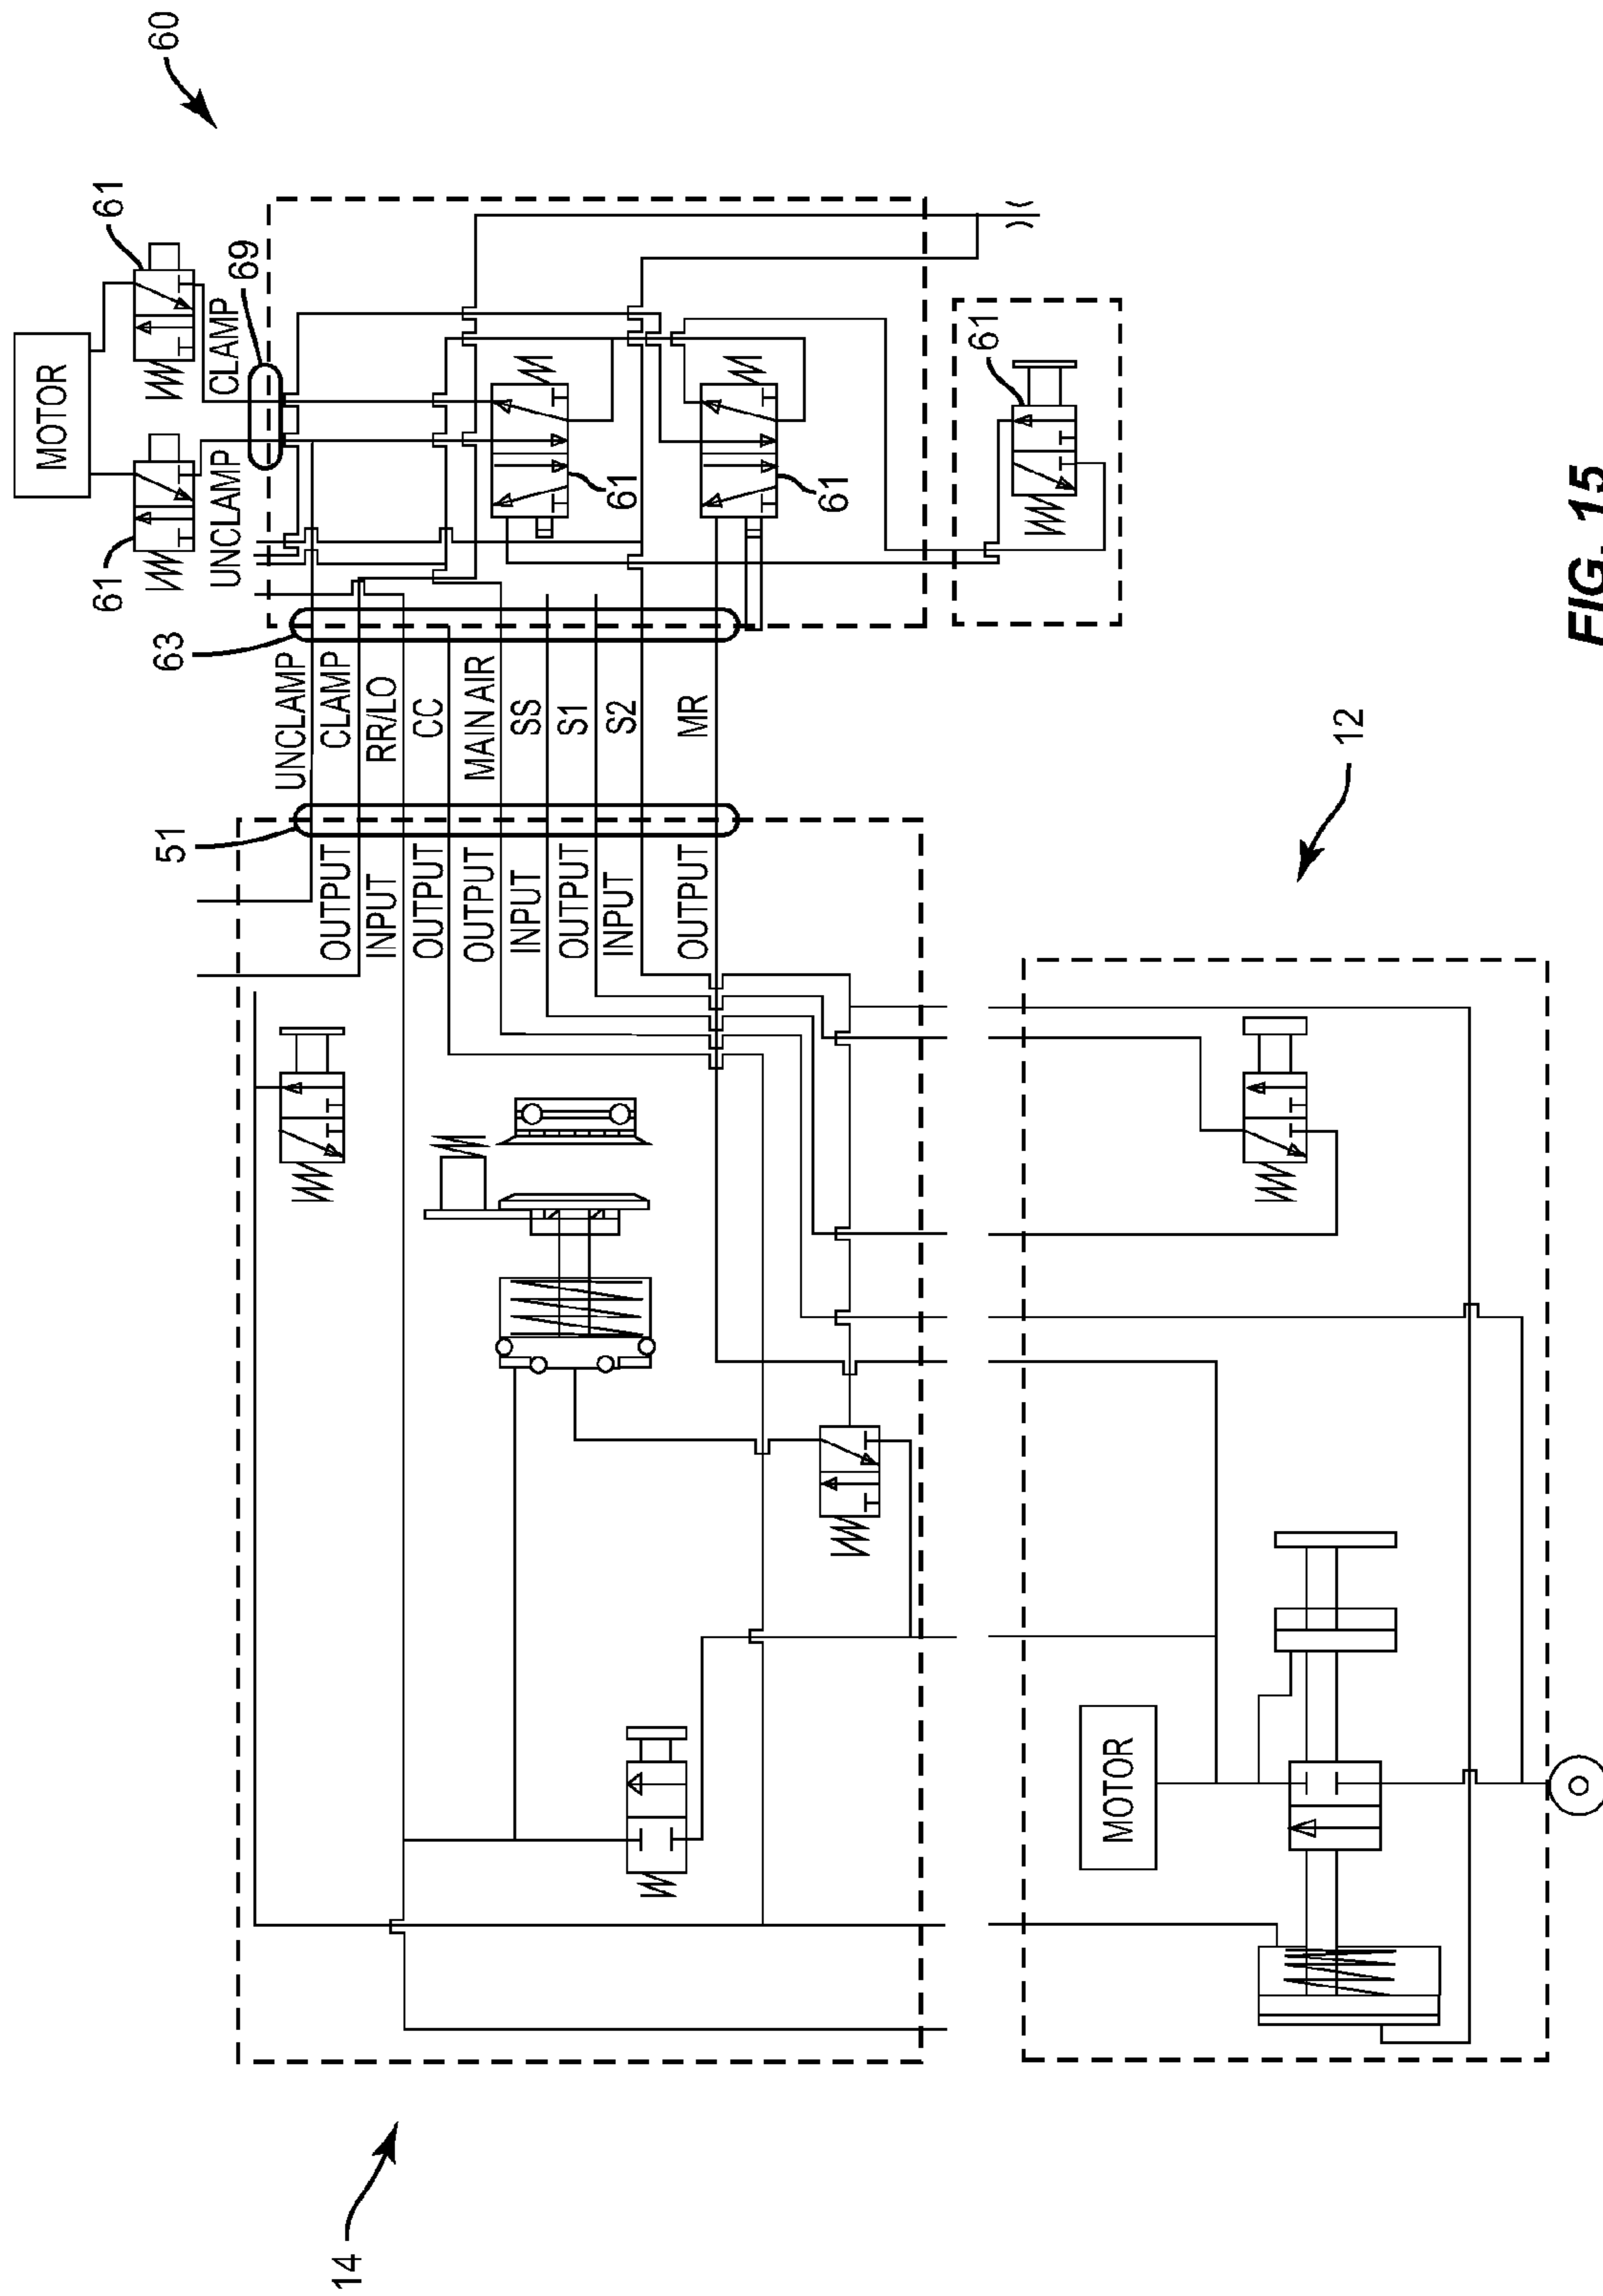 60
61
69
MOTOR
CLAMP
UNCLAMP
61
61
61
61
63
UNCLAMP
CLAMP
RR/LO
CC
MAIN AIR
SS
S1
S2
MR
51
OUTPUT
INPUT
OUTPUT
OUTPUT
INPUT
OUTPUT
INPUT
OUTPUT
12
MOTOR
14
FIG. 15